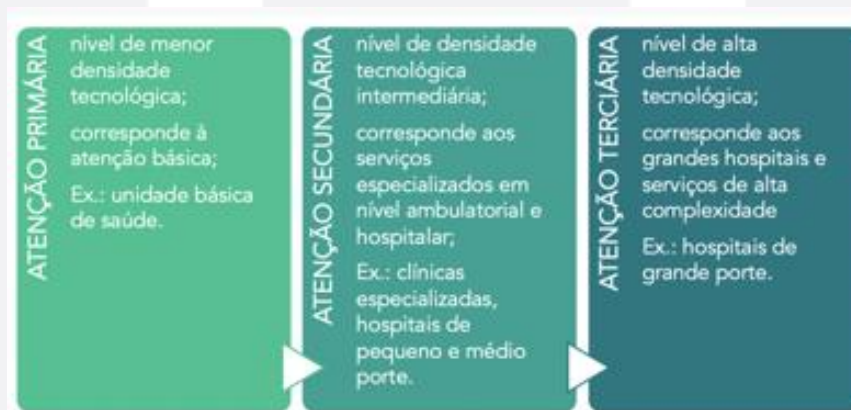 ATENÇÃO PRIMÁRIA
nível de menor
densidade
tecnológica;
corresponde à
atenção básica;
Ex.: unidade básica
de saúde.
ATENÇÃO SECUNDÁRIA
nível de densidade
tecnológica
intermediária;
corresponde aos
serviços
especializados em
nível ambulatorial e
hospitalar;
Ex.: clínicas
especializadas,
hospitais de
pequeno e médio
porte.
ATENÇÃO TERCIÁRIA
nível de alta
densidade
tecnológica;
corresponde aos
grandes hospitais e
serviços de alta
complexidade
Ex.: hospitais de
grande porte.